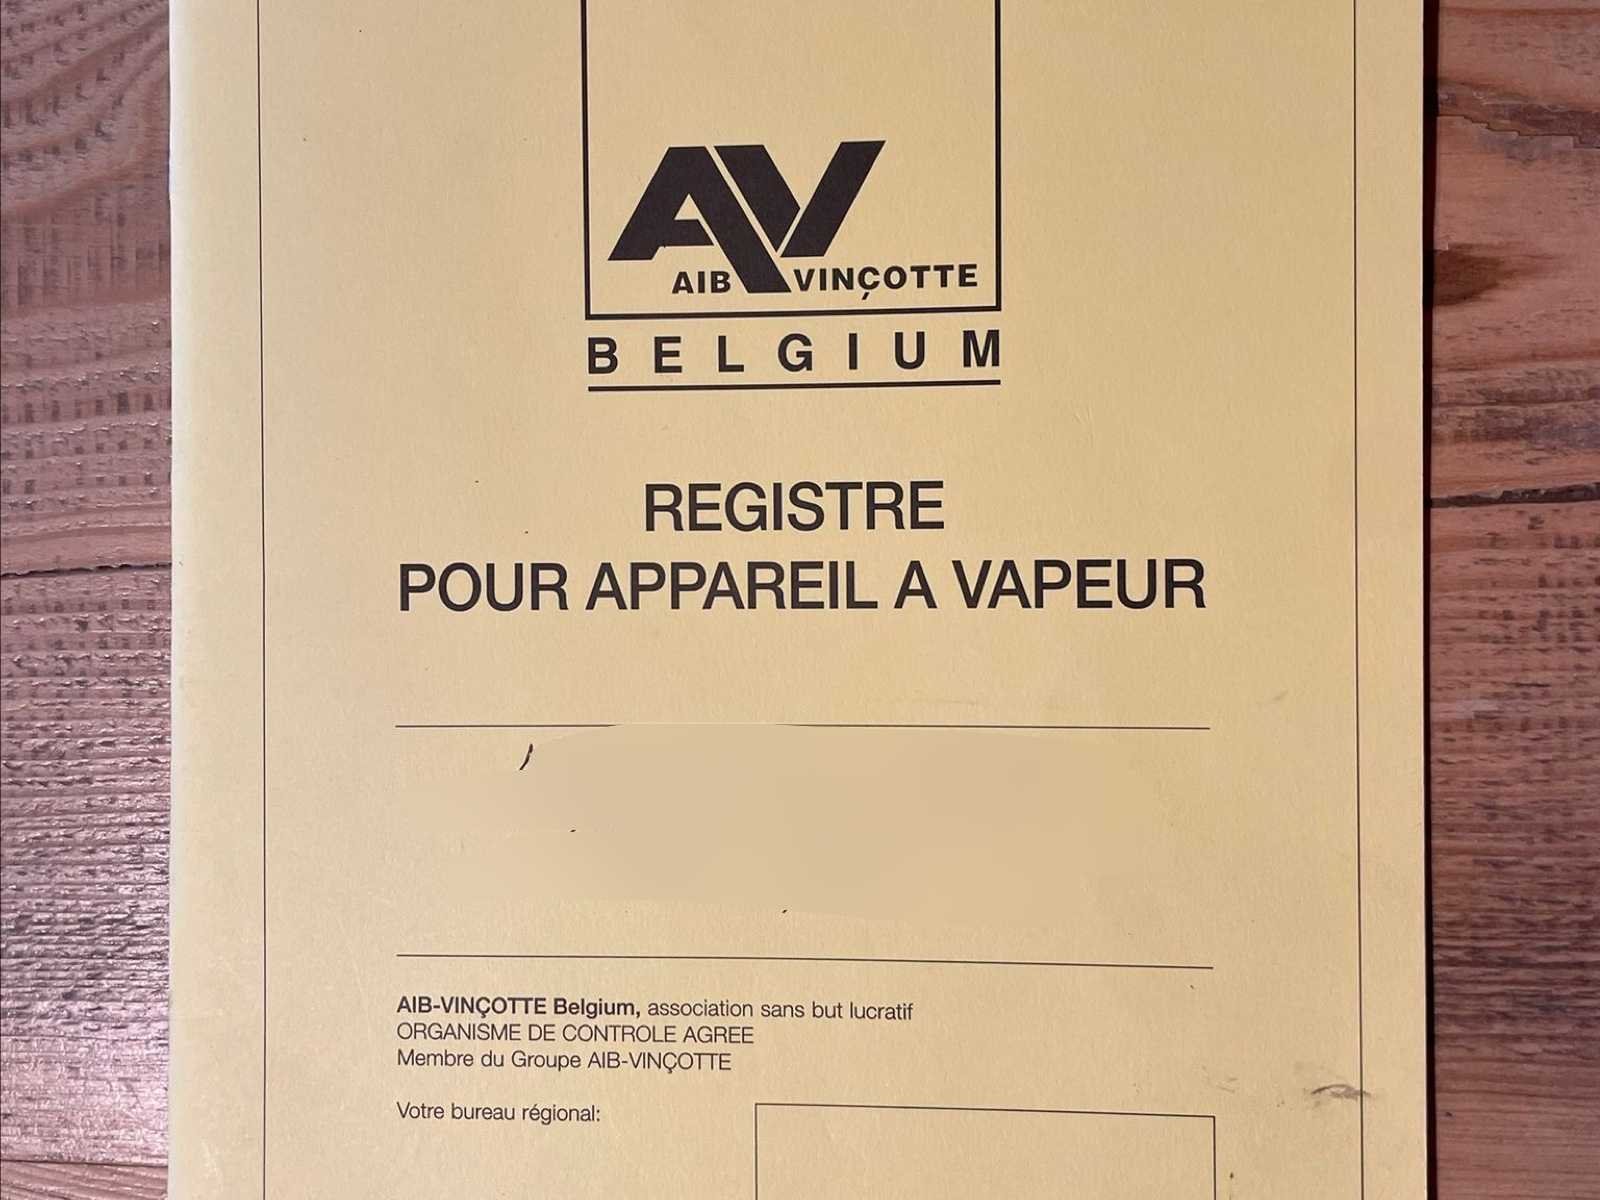 AV
AIB VINÇOTTE
BELGIUM
REGISTRE
POUR APPAREIL A VAPEUR
AIB-VINÇOTTE Belgium, association sans but lucratif
ORGANISME DE CONTROLE AGREE
Membre du Groupe AIB-VINÇOTTE
Votre bureau régional: